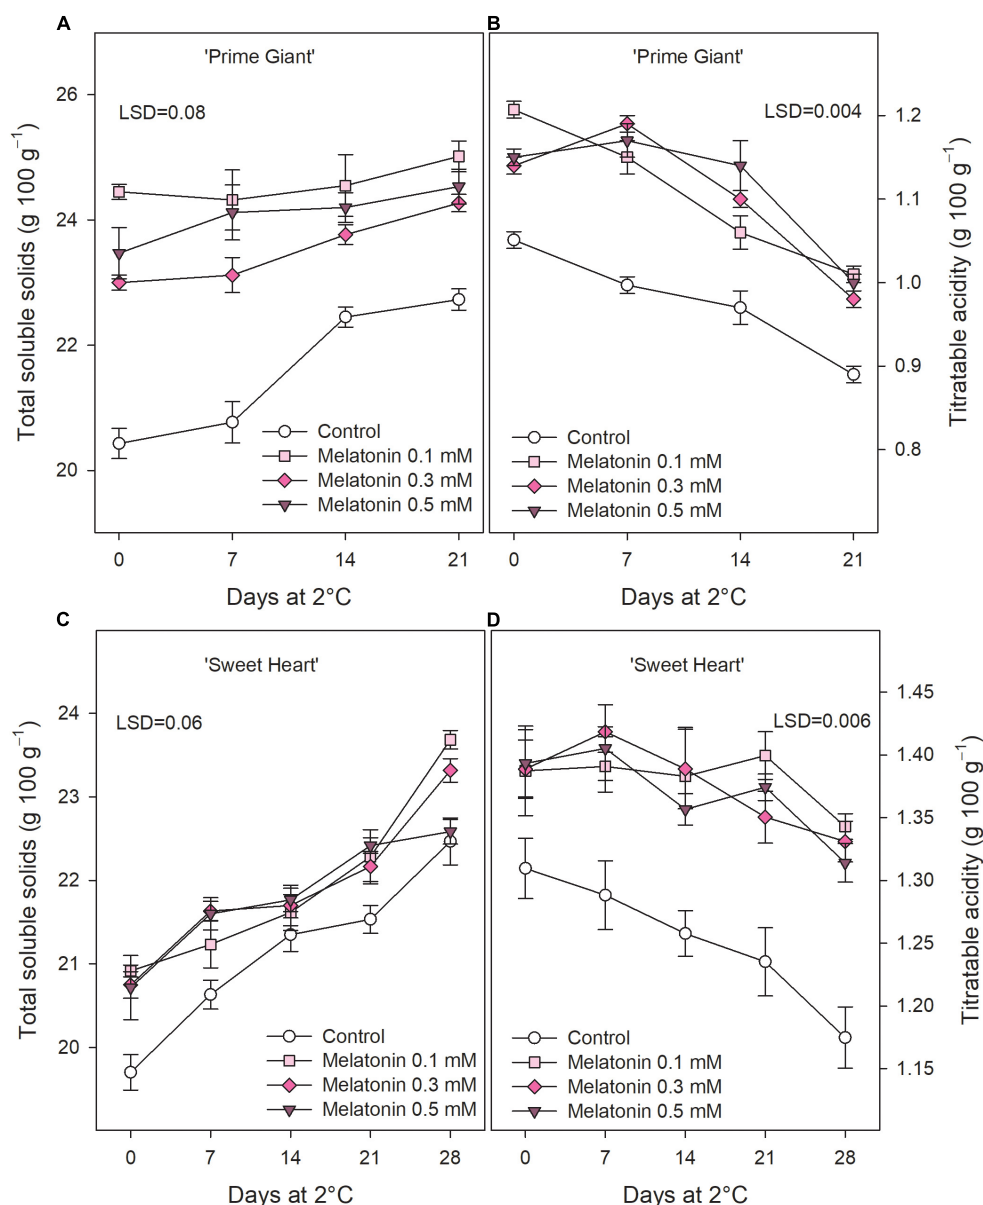 A
'Prime Giant'
LSD=0.08
26
24
22
20
Total soluble solids (g 100 g⁻¹)
Control
Melatonin 0.1 mM
Melatonin 0.3 mM
Melatonin 0.5 mM
0 7 14 21
Days at 2°C
B
'Prime Giant'
LSD=0.004
1.2
1.1
1.0
0.9
0.8
Titratable acidity (g 100 g⁻¹)
Control
Melatonin 0.1 mM
Melatonin 0.3 mM
Melatonin 0.5 mM
0 7 14 21
Days at 2°C
C
'Sweet Heart'
LSD=0.06
24
23
22
21
20
Total soluble solids (g 100 g⁻¹)
Control
Melatonin 0.1 mM
Melatonin 0.3 mM
Melatonin 0.5 mM
0 7 14 21 28
Days at 2°C
D
'Sweet Heart'
LSD=0.006
1.45
1.40
1.35
1.30
1.25
1.20
1.15
Titratable acidity (g 100 g⁻¹)
Control
Melatonin 0.1 mM
Melatonin 0.3 mM
Melatonin 0.5 mM
0 7 14 21 28
Days at 2°C